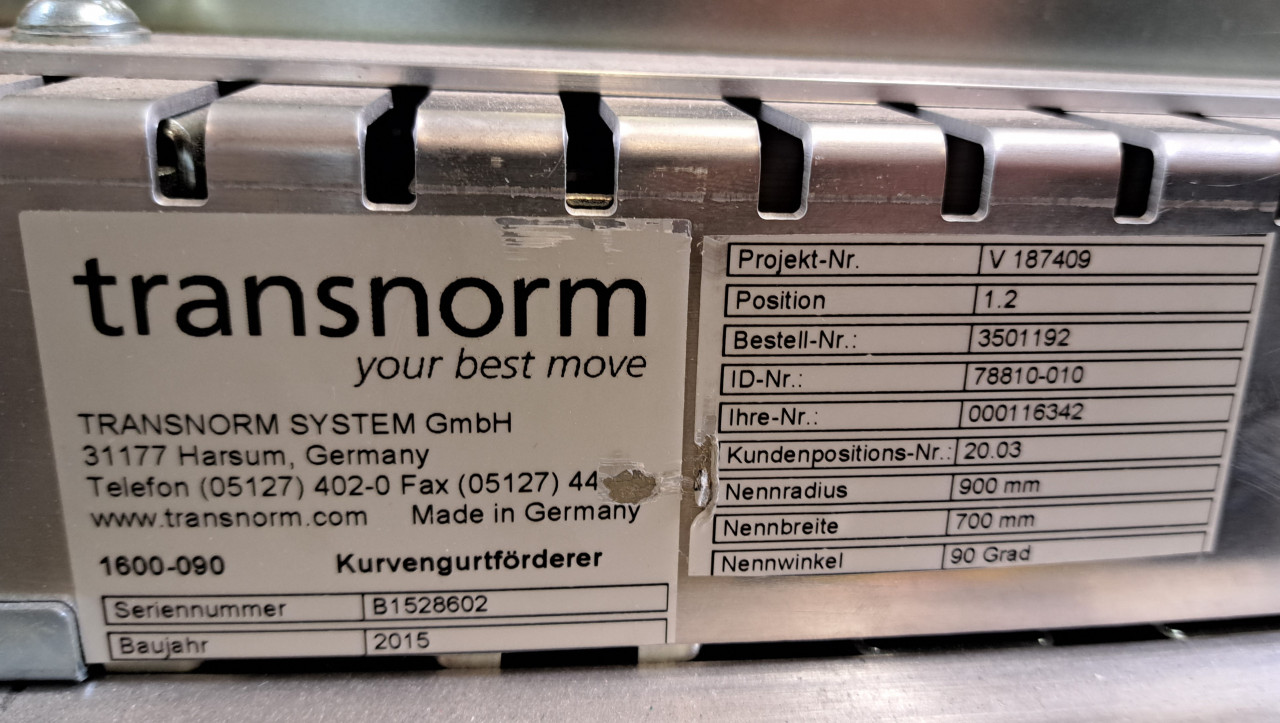 transnorm
your best move
TRANSNORM SYSTEM GmbH
31177 Harsum, Germany
Telefon (05127) 402-0 Fax (05127) 44
www.transnorm.com Made in Germany
1600-090 Kurvengurtförderer
Seriennummer B1528602
Baujahr 2015
Projekt-Nr. V 187409
Position 1.2
Bestell-Nr.: 3501192
ID-Nr.: 78810-010
Ihre-Nr.: 000116342
Kundenpositions-Nr.: 20.03
Nennradius 900 mm
Nennbreite 700 mm
Nennwinkel 90 Grad